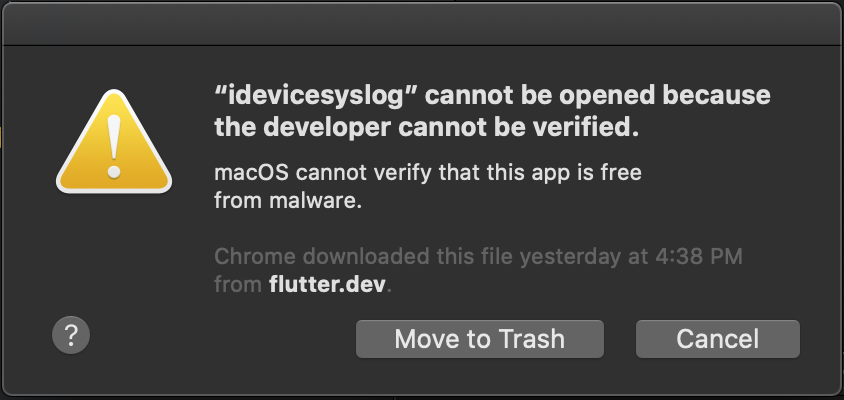 “idevicesyslog” cannot be opened because
the developer cannot be verified.
macOS cannot verify that this app is free
from malware.
Chrome downloaded this file yesterday at 4:38 PM
from flutter.dev.
?
Move to Trash
Cancel